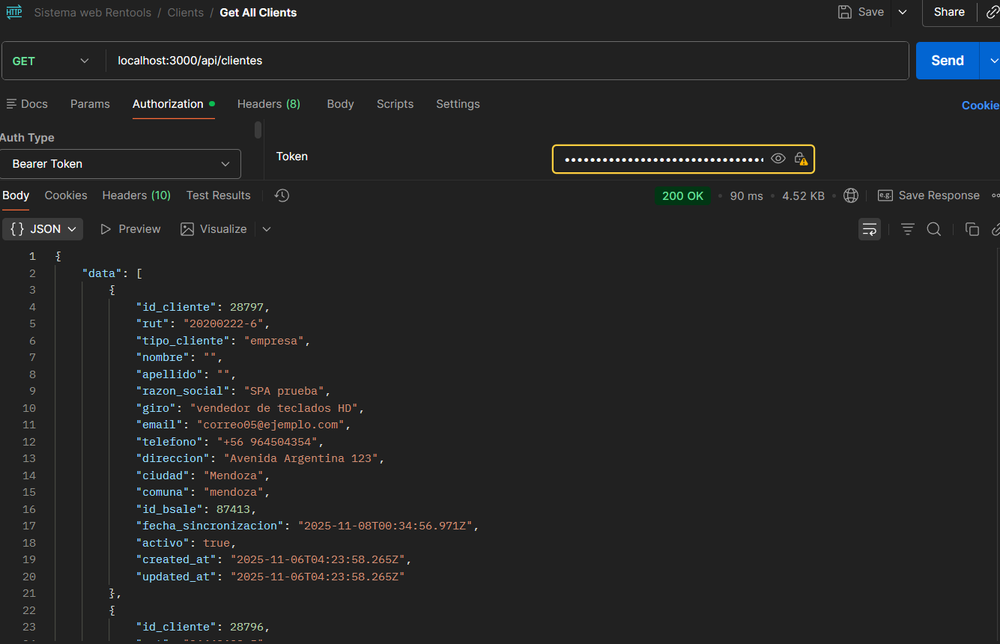 HTTP Sistema web Rentools / Clients / Get All Clients Save Share
GET localhost:3000/api/clientes Send
Docs Params Authorization Headers (8) Body Scripts Settings Cookie
Auth Type
Bearer Token
Token
Body Cookies Headers (10) Test Results 200 OK 90 ms 4.52 KB e.g. Save Response
{} JSON Preview Visualize
1 {
2 "data": [
3 {
4 "id_cliente": 28797,
5 "rut": "20200222-6",
6 "tipo_cliente": "empresa",
7 "nombre": "",
8 "apellido": "",
9 "razon_social": "SPA prueba",
10 "giro": "vendedor de teclados HD",
11 "email": "correo05@ejemplo.com",
12 "telefono": "+56 964504354",
13 "direccion": "Avenida Argentina 123",
14 "ciudad": "Mendoza",
15 "comuna": "mendoza",
16 "id_bsale": 87413,
17 "fecha_sincronizacion": "2025-11-08T00:34:56.971Z",
18 "activo": true,
19 "created_at": "2025-11-06T04:23:58.265Z",
20 "updated_at": "2025-11-06T04:23:58.265Z"
21 },
22 {
23 "id_cliente": 28796,